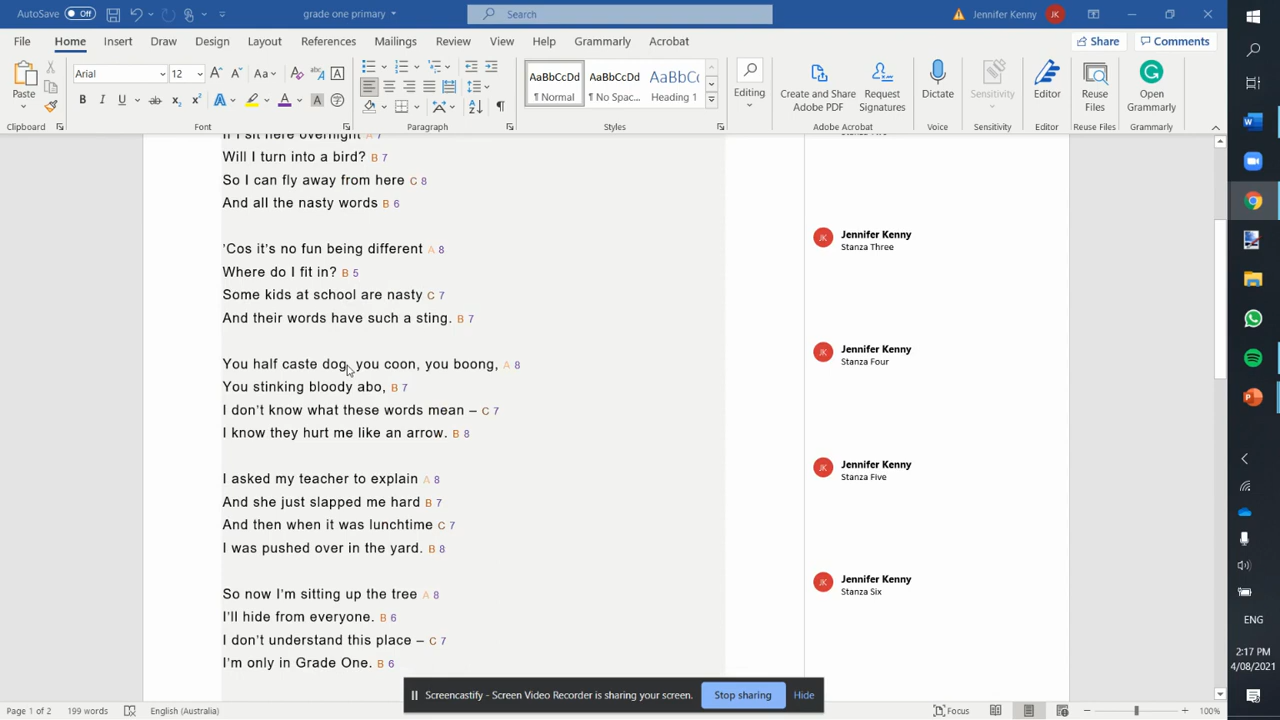 AutoSave Off grade one primary Search Jennifer Kenny JK
File Home Insert Draw Design Layout References Mailings Review View Help Grammarly Acrobat Share Comments
Paste Arial 12 AaBbCcDd AaBbCcDd AaBbCc
¶ Normal ¶ No Spac... Heading 1
Editing Create and Share Adobe PDF Request Signatures Dictate Sensitivity Editor Reuse Files Open Grammarly
Clipboard Font Paragraph Styles Adobe Acrobat Voice Sensitivity Editor Reuse Files Grammarly
If I sit here overnight A 7
Will I turn into a bird? B 7
So I can fly away from here C 8
And all the nasty words B 6
'Cos it's no fun being different A 8
Where do I fit in? B 5
Some kids at school are nasty C 7
And their words have such a sting. B 7
You half caste dog, you coon, you boong, A 8
You stinking bloody abo, B 7
I don't know what these words mean – C 7
I know they hurt me like an arrow. B 8
I asked my teacher to explain A 8
And she just slapped me hard B 7
And then when it was lunchtime C 7
I was pushed over in the yard. B 8
So now I'm sitting up the tree A 8
I'll hide from everyone. B 6
I don't understand this place – C 7
I'm only in Grade One. B 6
JK Jennifer Kenny
Stanza Three
JK Jennifer Kenny
Stanza Four
JK Jennifer Kenny
Stanza Five
JK Jennifer Kenny
Stanza Six
Screencastify - Screen Video Recorder is sharing your screen. Stop sharing Hide
Page 1 of 2 199 words English (Australia) Focus 100%
ENG
2:17 PM
4/08/2021